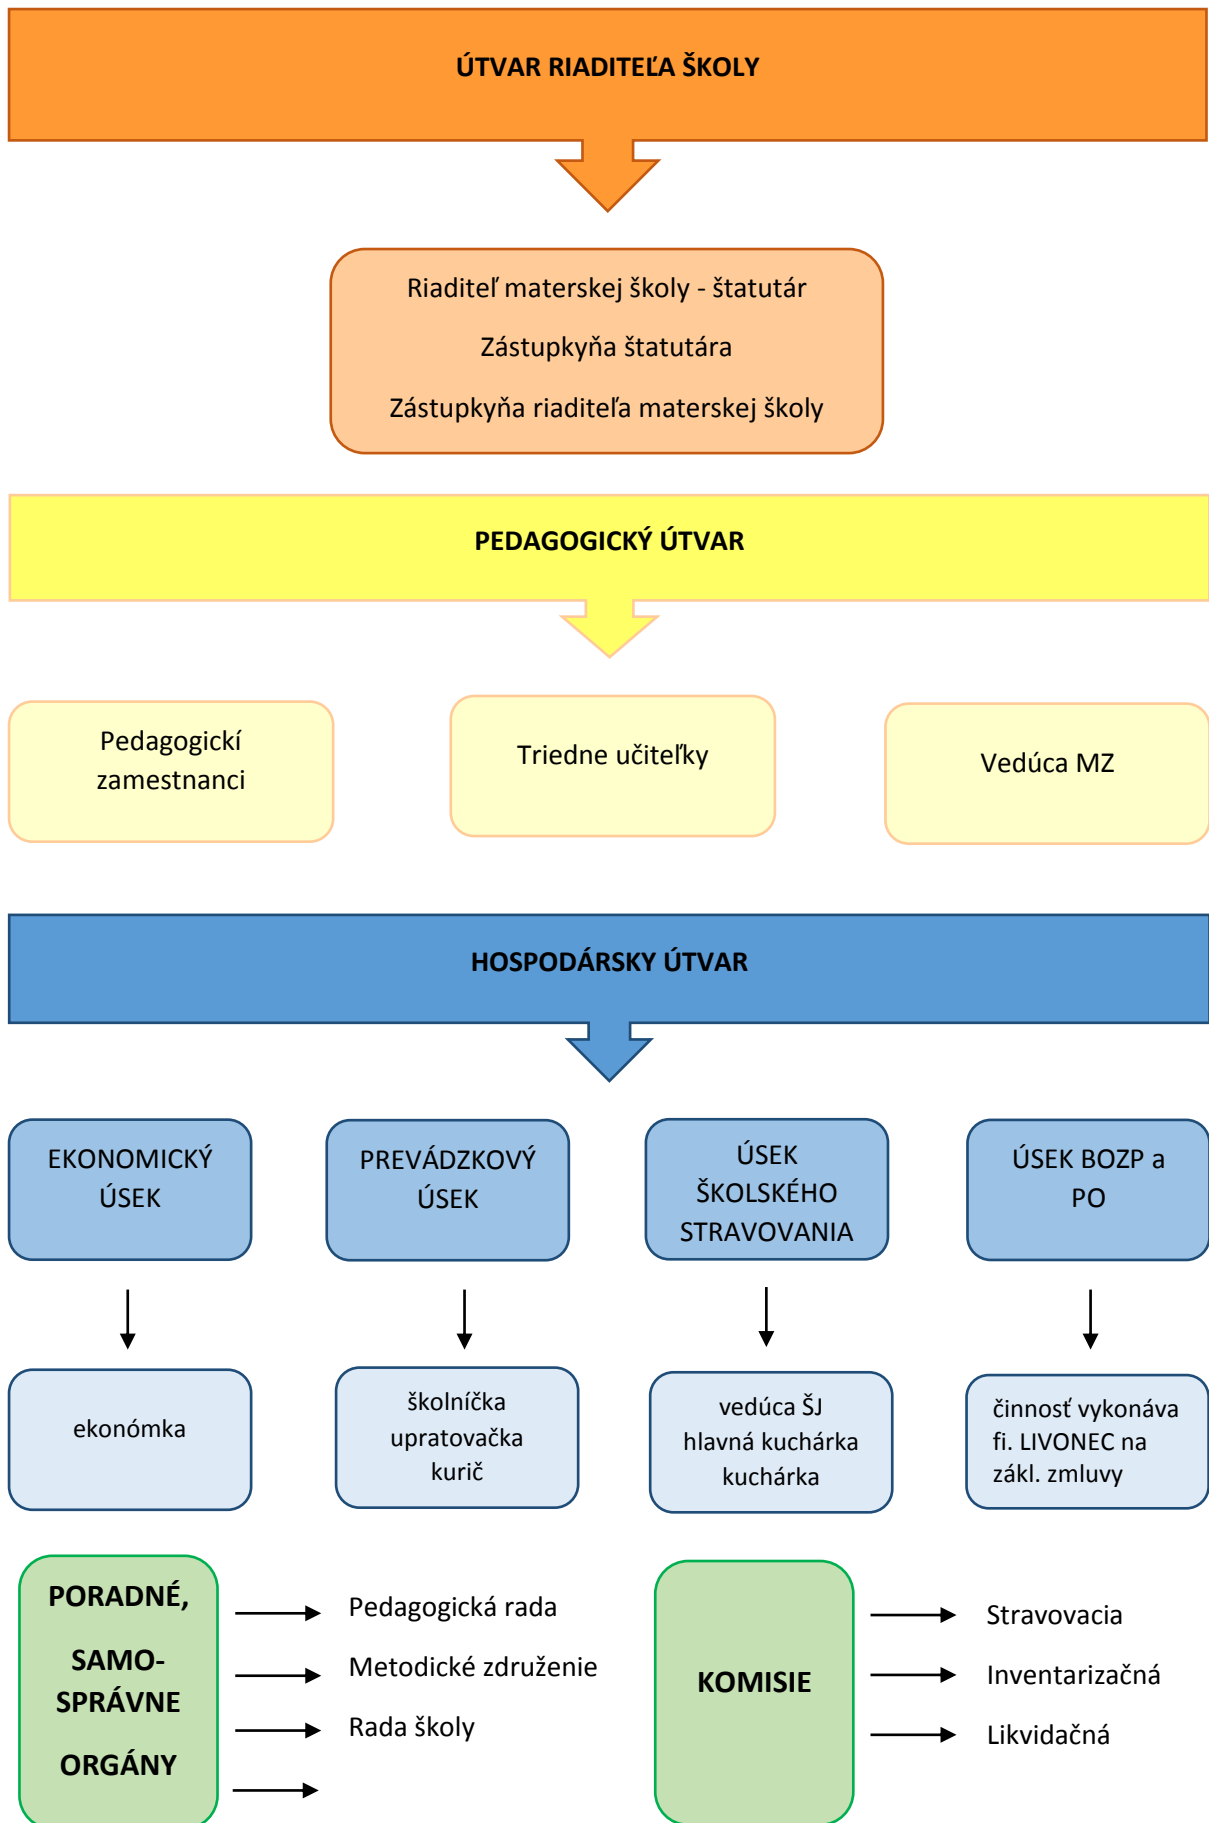 ÚTVAR RIADITEĽA ŠKOLY
Riaditeľ materskej školy - štatutár
Zástupkyňa štatutára
Zástupkyňa riaditeľa materskej školy
PEDAGOGICKÝ ÚTVAR
Pedagogickí
zamestnanci
Triedne učiteľky
Vedúca MZ
HOSPODÁRSKY ÚTVAR
EKONOMICKÝ
ÚSEK
PREVÁDZKOVÝ
ÚSEK
ÚSEK
ŠKOLSKÉHO
STRAVOVANIA
ÚSEK BOZP a
PO
ekonómka
školníčka
upratovačka
kurič
vedúca ŠJ
hlavná kuchárka
kuchárka
činnosť vykonáva
fi. LIVONEC na
zákl. zmluvy
PORADNÉ,
SAMO-
SPRÁVNE
ORGÁNY
Pedagogická rada
Metodické združenie
Rada školy
KOMISIE
Stravovacia
Inventarizačná
Likvidačná